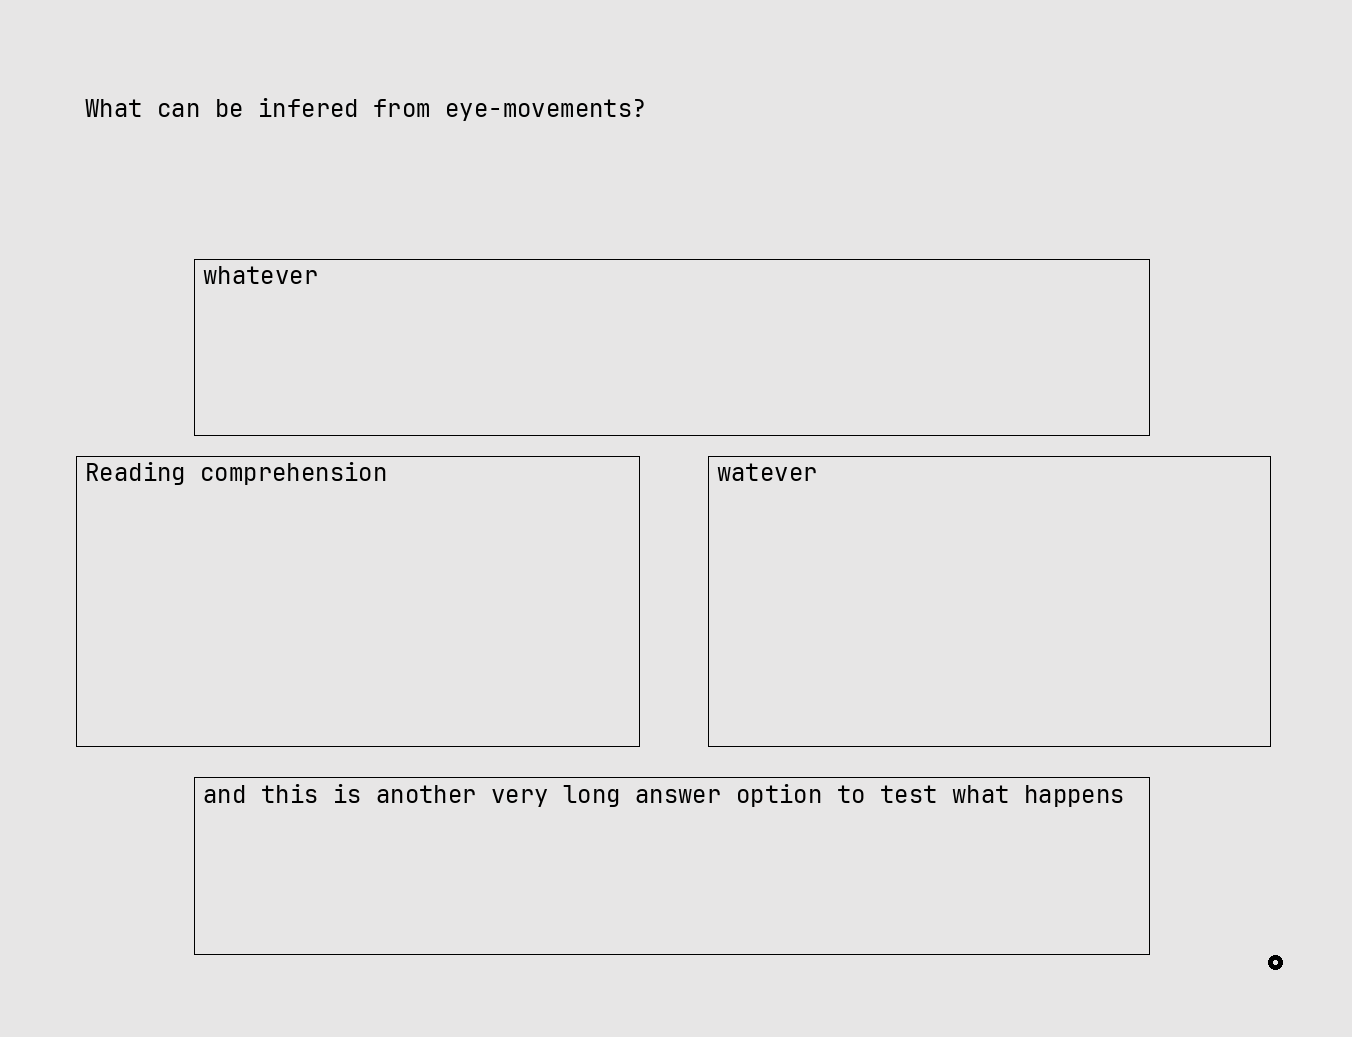 What can be infered from eye-movements?
whatever
Reading comprehension
watever
and this is another very long answer option to test what happens